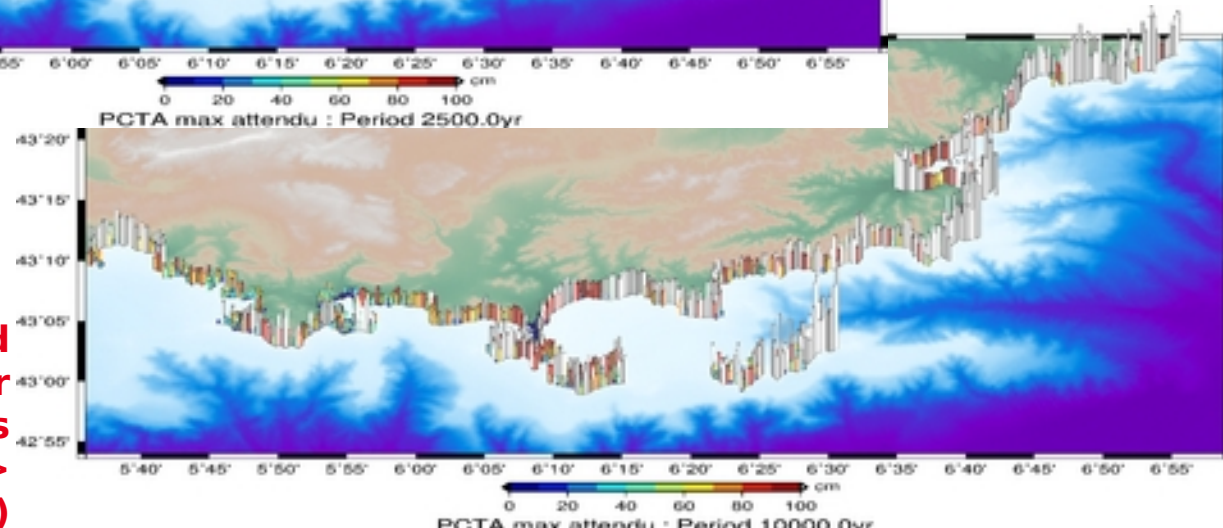 55' 6°00' 6°05' 6°10' 6°15' 6°20' 6°25' 6°30' 6°35' 6°40' 6°45' 6°50' 6°55'
cm
0 20 40 60 80 100
PCTA max attendu : Period 2500.0yr
43°20'
43°15'
43°10'
43°05'
43°00'
42°55'
d
r
s
>
)
5°40' 5°45' 5°50' 5°55' 6°00' 6°05' 6°10' 6°15' 6°20' 6°25' 6°30' 6°35' 6°40' 6°45' 6°50' 6°55'
cm
0 20 40 60 80 100
PCTA max attendu : Period 10000.0yr